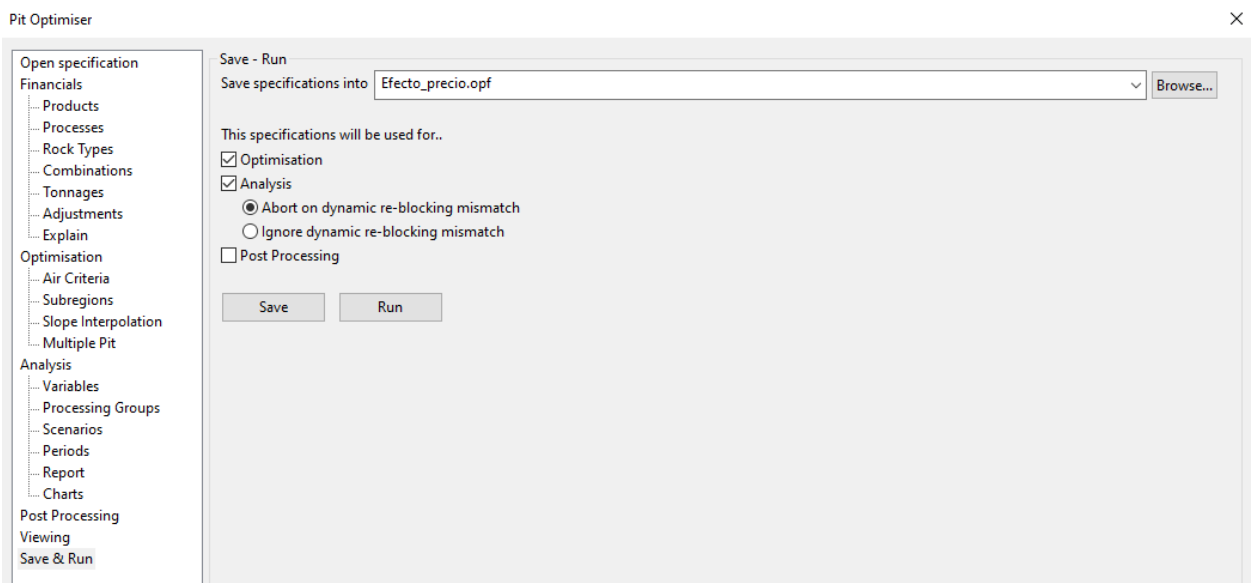 Pit Optimiser
Open specification
Financials
Products
Processes
Rock Types
Combinations
Tonnages
Adjustments
Explain
Optimisation
Air Criteria
Subregions
Slope Interpolation
Multiple Pit
Analysis
Variables
Processing Groups
Scenarios
Periods
Report
Charts
Post Processing
Viewing
Save & Run
Save - Run
Save specifications into Efecto_precio.opf Browse...
This specifications will be used for..
Optimisation
Analysis
Abort on dynamic re-blocking mismatch
Ignore dynamic re-blocking mismatch
Post Processing
Save Run